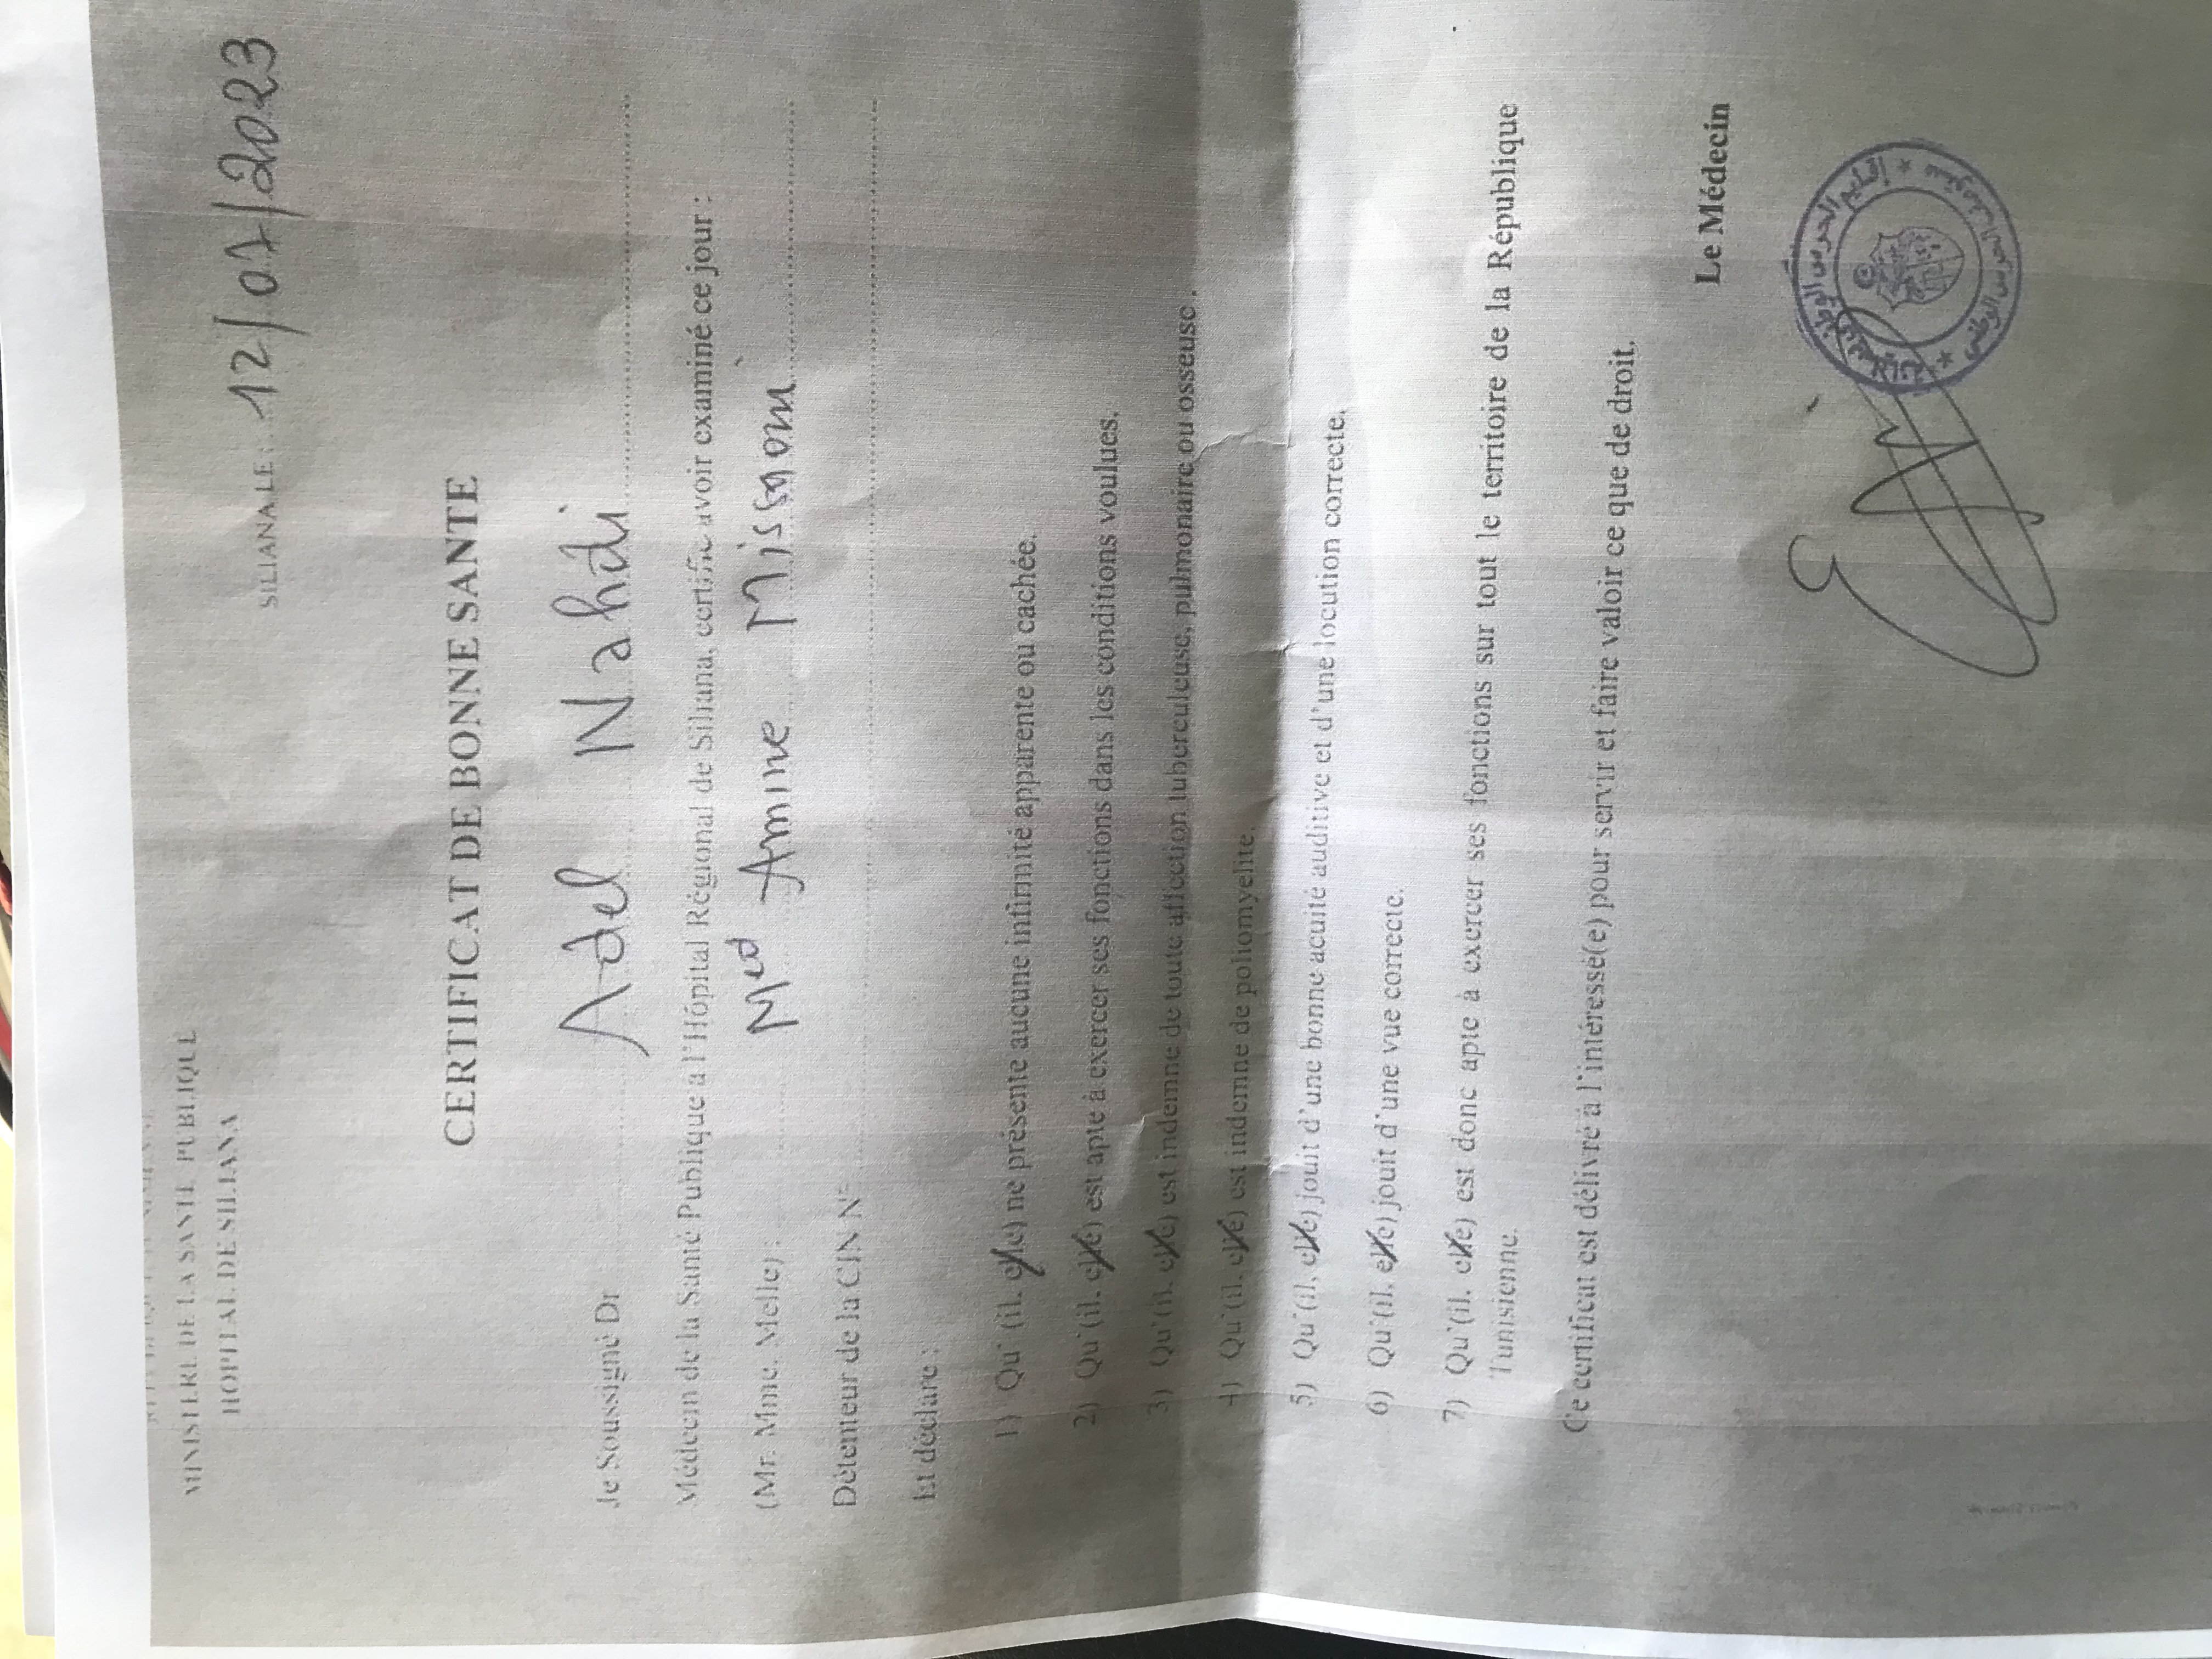 MINISTERE DE LA SANTE PUBLIQUE
HOPITAL DE SILIANA
SILIANA LE : 12/01/2023
CERTIFICAT DE BONNE SANTE
Je Soussigné Dr Adel Nahdi
Médecin de la Santé Publique à l'Hôpital Régional de Siliana, certifie avoir examiné ce jour :
(Mr. Mme. Melle) : Med Amine Missaoui
Détenteur de la CIN N°
Et déclare :
1) Qu' (il. elle) ne présente aucune infirmité apparente ou cachée.
2) Qu' (il. elle) est apte à exercer ses fonctions dans les conditions voulues.
3) Qu' (il. elle) est indemne de toute affection tuberculeuse, pulmonaire ou osseuse .
4) Qu' (il. elle) est indemne de poliomyelite.
5) Qu' (il. elle) jouit d'une bonne acuité auditive et d'une locution correcte.
6) Qu' (il. elle) jouit d'une vue correcte.
7) Qu' (il. elle) est donc apte à exercer ses fonctions sur tout le territoire de la République
Tunisienne.
Ce certificat est délivré à l'intéressé(e) pour servir et faire valoir ce que de droit.
Le Médecin